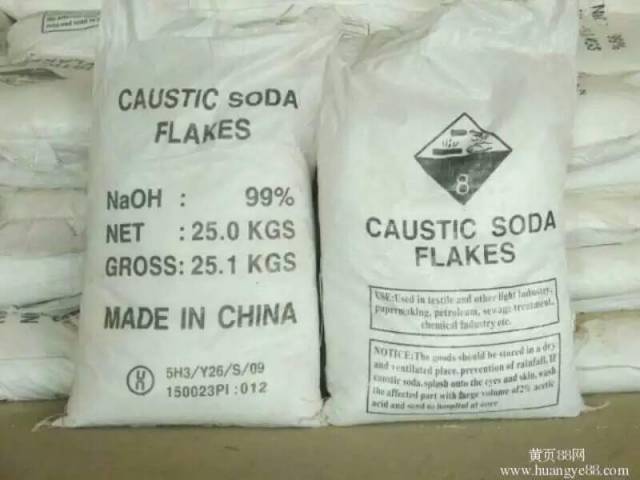 CAUSTIC SODA
FLAKES
NaOH : 99%
NET : 25.0 KGS
GROSS: 25.1 KGS
MADE IN CHINA
5H3/Y26/S/09
150023PI : 012
8
CAUSTIC SODA
FLAKES
USE:Used in textile and other light Industry,
papermaking, petroleum, sewage treatment,
chemical Industry etc.
NOTICE:The goods should be stored in a dry
and ventilated place, prevention of rainfall. If
caustic soda, splash onto the eyes and skin, wash
the affected part with large volume of2% acetic
acid and send to hospital at once
99%
KGS
黄页88网
www.huangye88.com